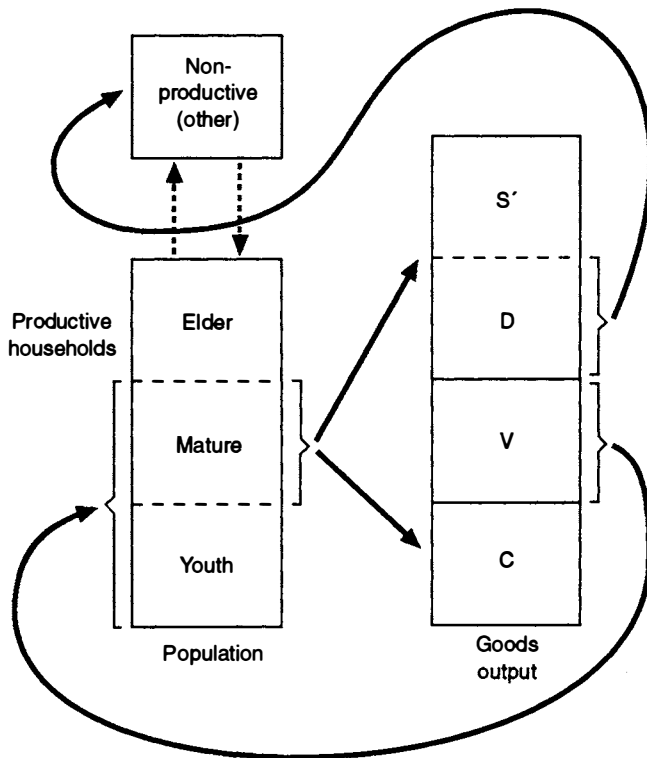 Non-
productive
(other)
S´
Productive
households
Elder
D
Mature
V
Youth
C
Population
Goods
output